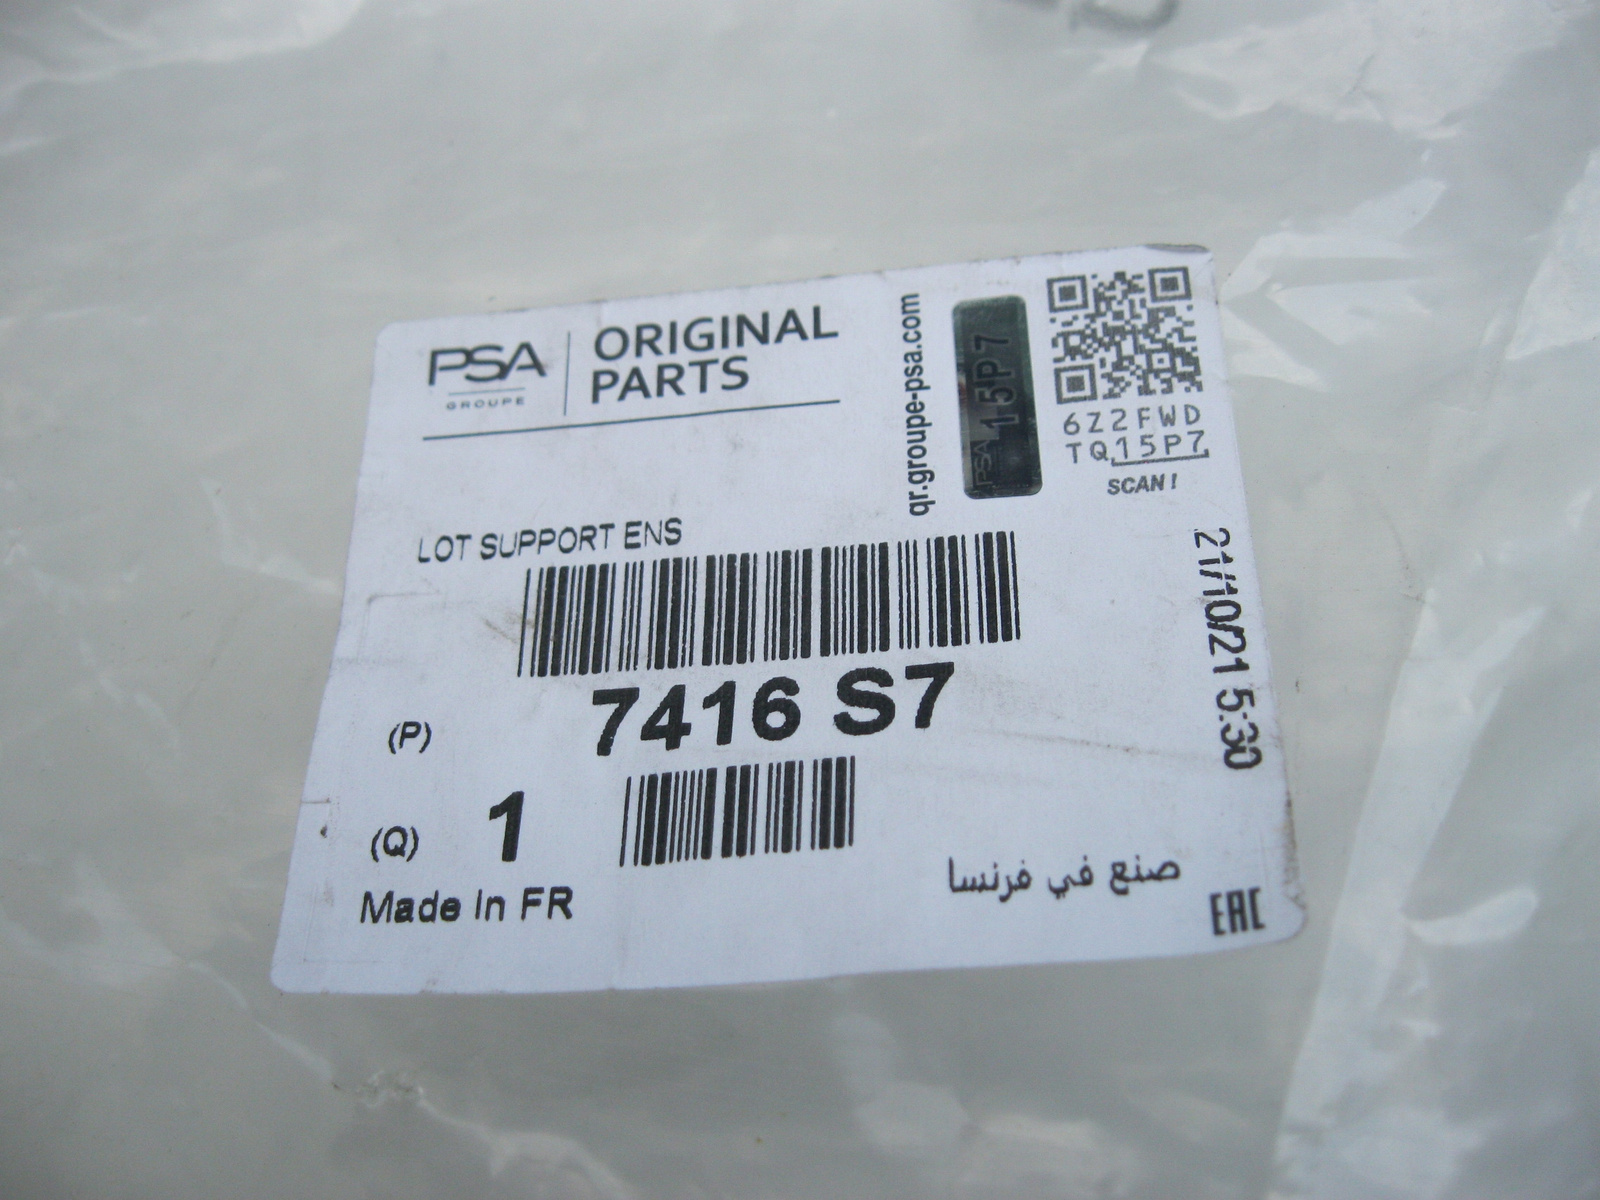 PSA
GROUPE
ORIGINAL
PARTS
qr.groupe-psa.com
PSA 15P7
6Z2FWD
TQ15P7
SCAN!
LOT SUPPORT ENS
21/10/21 5:30
(P) 7416 S7
(Q) 1
Made In FR
صنع في فرنسا
EAC